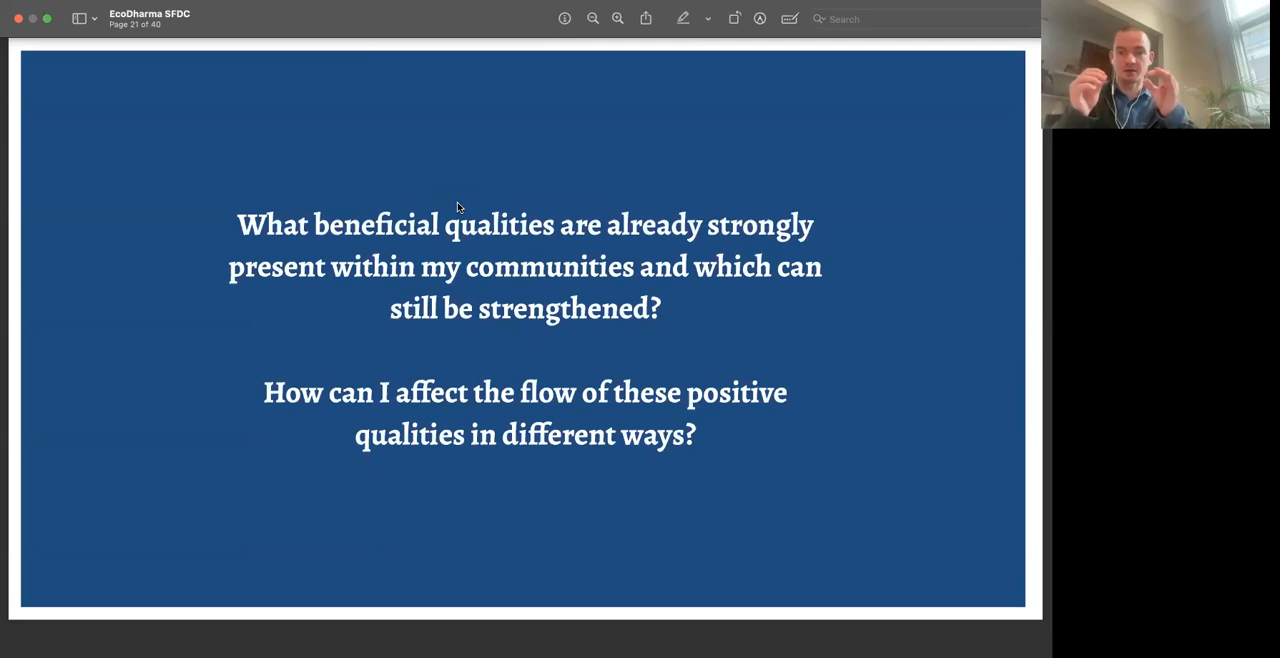 EcoDharma SFDC
Page 21 of 40
Search
What beneficial qualities are already strongly
present within my communities and which can
still be strengthened?
How can I affect the flow of these positive
qualities in different ways?